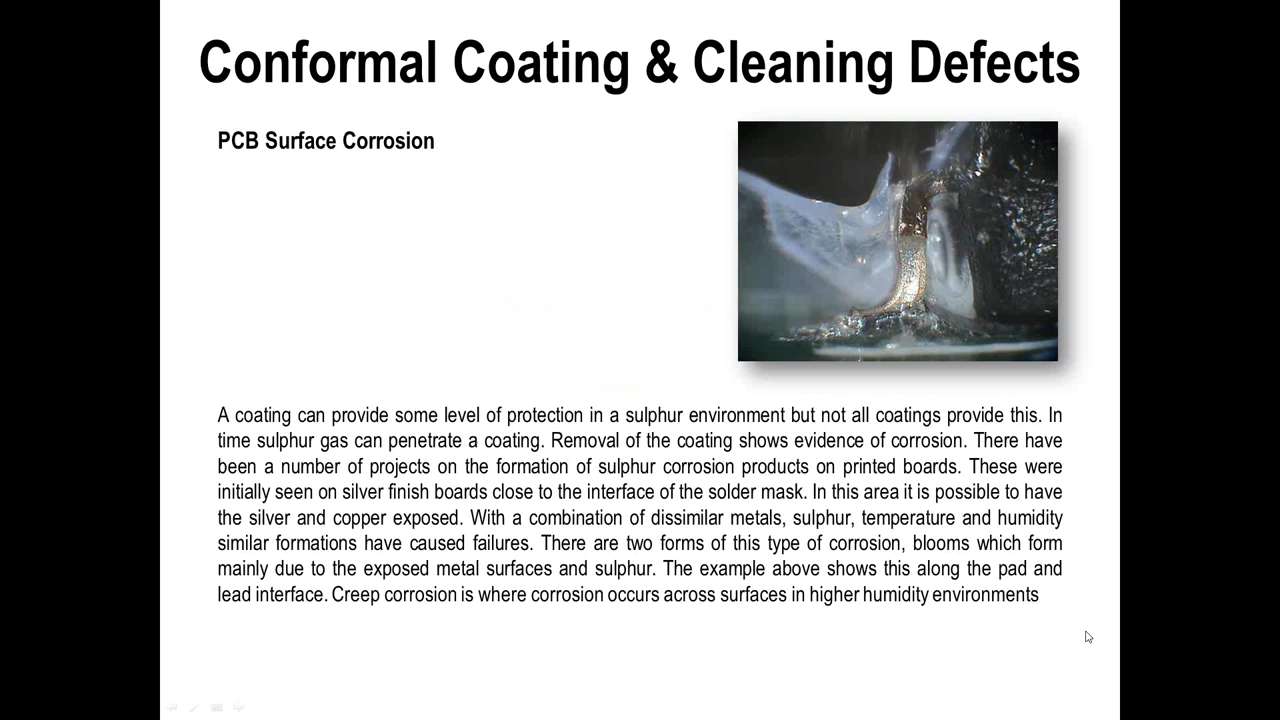 Conformal Coating & Cleaning Defects
PCB Surface Corrosion
A coating can provide some level of protection in a sulphur environment but not all coatings provide this. In
time sulphur gas can penetrate a coating. Removal of the coating shows evidence of corrosion. There have
been a number of projects on the formation of sulphur corrosion products on printed boards. These were
initially seen on silver finish boards close to the interface of the solder mask. In this area it is possible to have
the silver and copper exposed. With a combination of dissimilar metals, sulphur, temperature and humidity
similar formations have caused failures. There are two forms of this type of corrosion, blooms which form
mainly due to the exposed metal surfaces and sulphur. The example above shows this along the pad and
lead interface. Creep corrosion is where corrosion occurs across surfaces in higher humidity environments